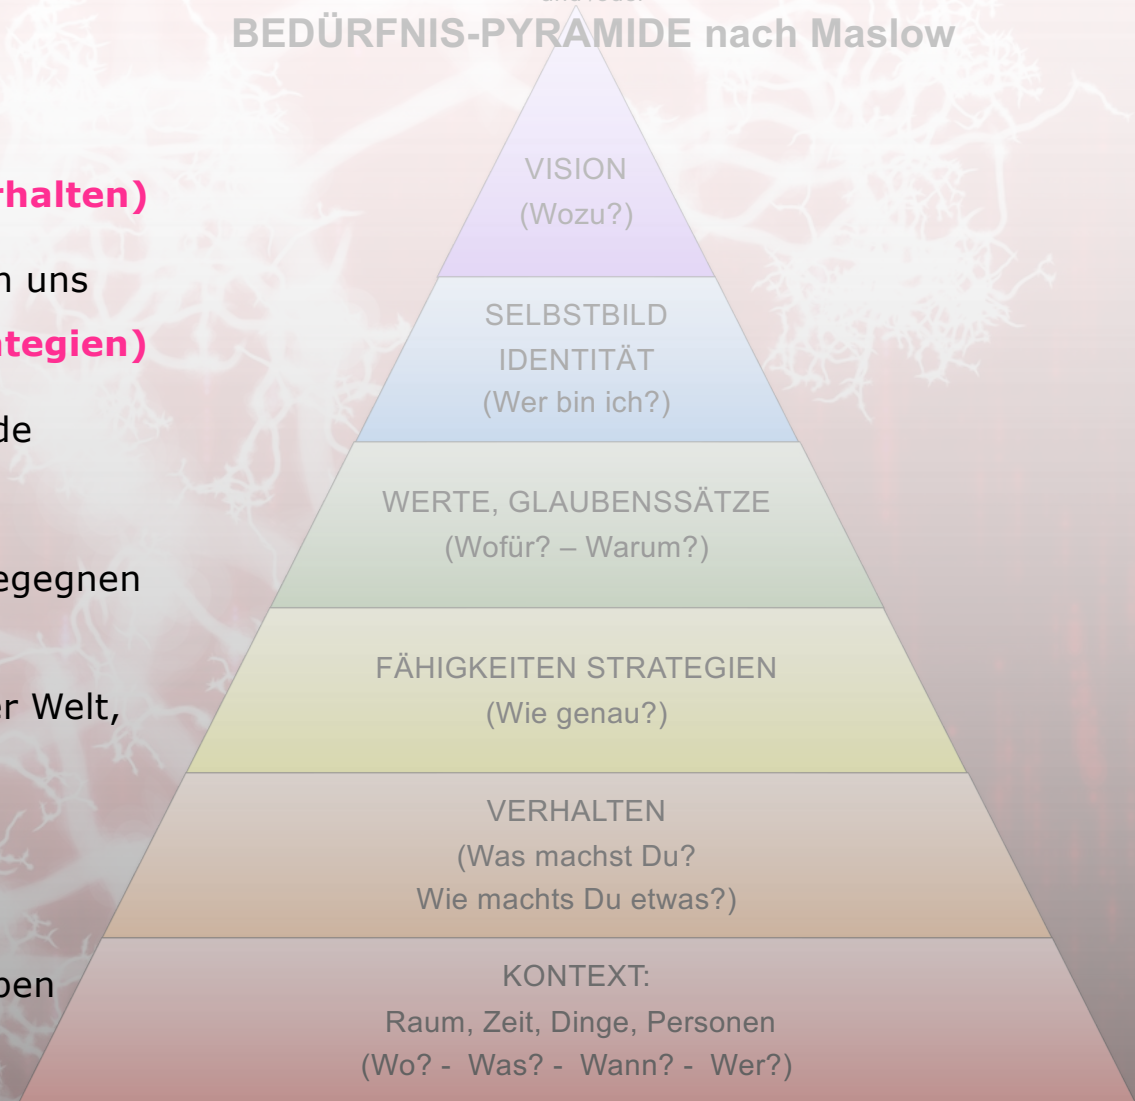 BEDÜRFNIS-PYRAMIDE nach Maslow
VISION
(Wozu?)
rhalten)
n uns
SELBSTBILD
ategien)
IDENTITÄT
(Wer bin ich?)
de
WERTE, GLAUBENSSÄTZE
(Wofür? – Warum?)
egegnen
FÄHIGKEITEN STRATEGIEN
(Wie genau?)
er Welt,
VERHALTEN
(Was machst Du?
Wie machts Du etwas?)
KONTEXT:
ben
Raum, Zeit, Dinge, Personen
(Wo? - Was? - Wann? - Wer?)